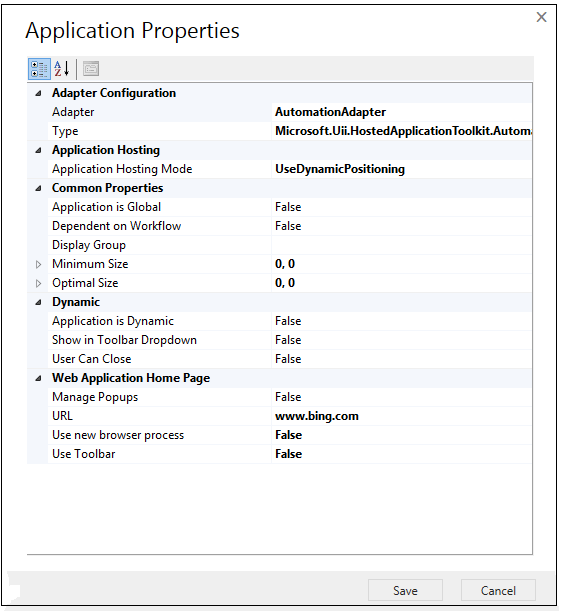 Application Properties
Adapter Configuration
Adapter AutomationAdapter
Type Microsoft.Uii.HostedApplicationToolkit.Automa
Application Hosting
Application Hosting Mode UseDynamicPositioning
Common Properties
Application is Global False
Dependent on Workflow False
Display Group
Minimum Size 0, 0
Optimal Size 0, 0
Dynamic
Application is Dynamic False
Show in Toolbar Dropdown False
User Can Close False
Web Application Home Page
Manage Popups False
URL www.bing.com
Use new browser process False
Use Toolbar False
Save Cancel